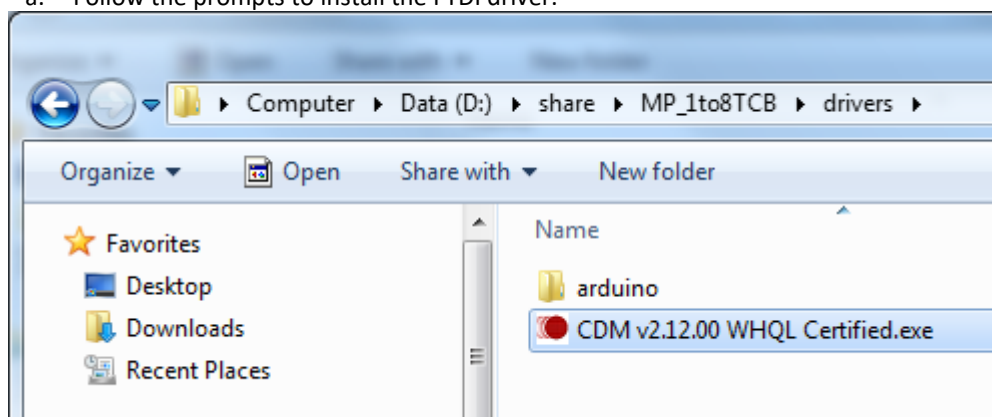 a. Follow the prompts to install the FTDI driver.
Computer ▸ Data (D:) ▸ share ▸ MP_1to8TCB ▸ drivers ▸
Organize ▾ Open Share with ▾ New folder
Favorites
Desktop
Downloads
Recent Places
Name
arduino
CDM v2.12.00 WHQL Certified.exe